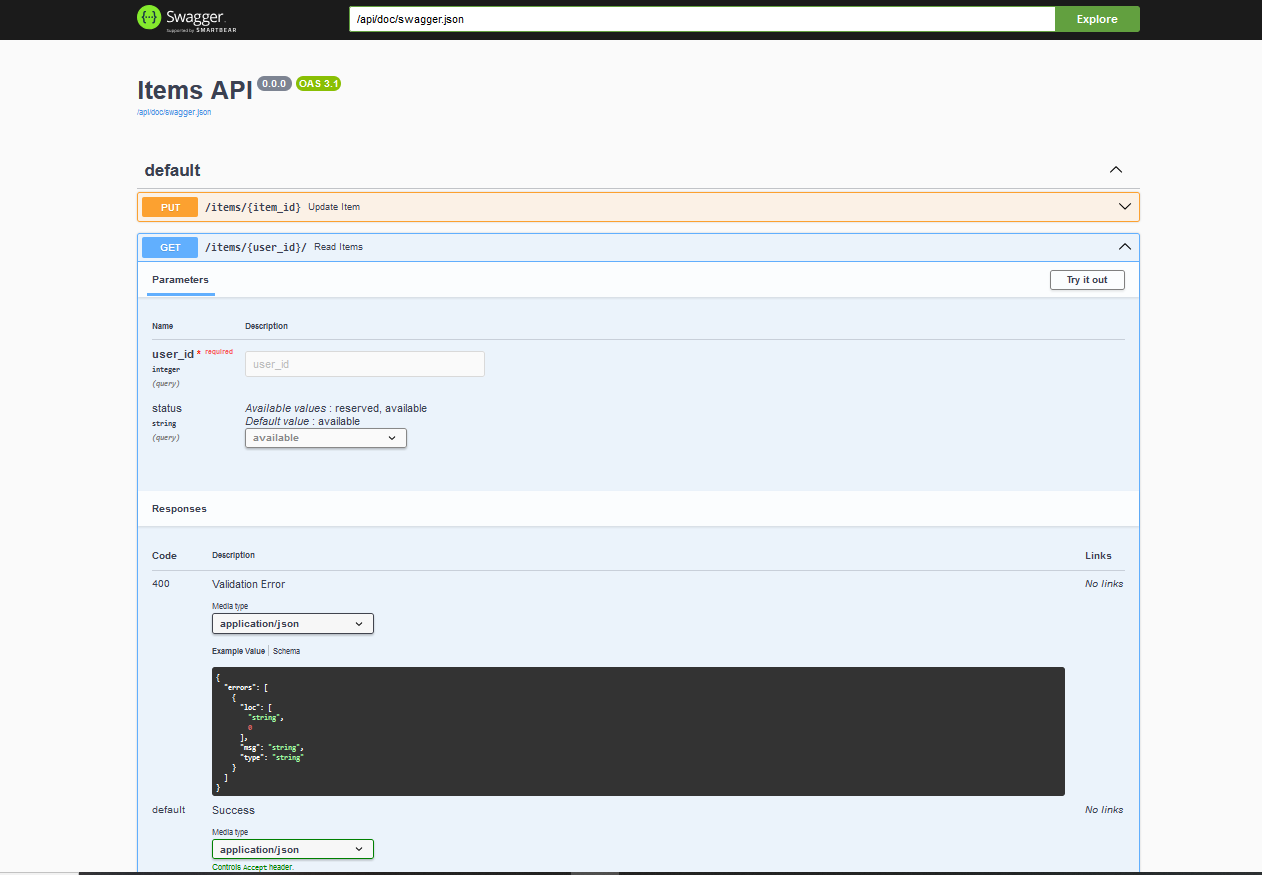 Swagger.
Supported by SMARTBEAR
/api/doc/swagger.json
Explore
Items API 0.0.0 OAS 3.1
/api/doc/swagger.json
default
PUT /items/{item_id} Update Item
GET /items/{user_id}/ Read Items
Parameters
Try it out
Name Description
user_id * required
integer
(query)
user_id
status
string
(query)
Available values : reserved, available
Default value : available
available
Responses
Code Description Links
400 Validation Error No links
Media type
application/json
Example Value Schema
{
"errors": [
{
"loc": [
"string",
0
],
"msg": "string",
"type": "string"
}
]
}
default Success No links
Media type
application/json
Controls Accept header.